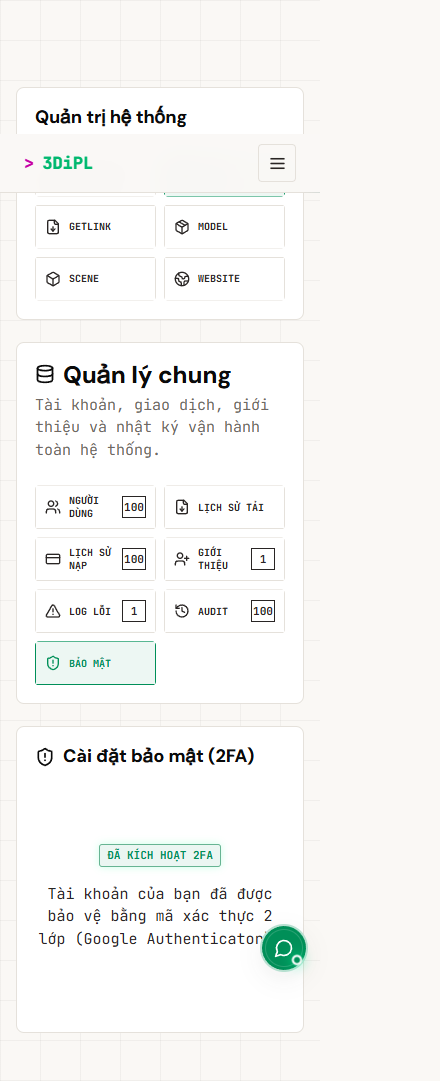 Quản trị hệ thống
> 3DiPL
GETLINK
MODEL
SCENE
WEBSITE
Quản lý chung
Tài khoản, giao dịch, giới
thiệu và nhật ký vận hành
toàn hệ thống.
NGƯỜI
DÙNG
100
LỊCH SỬ TẢI
LỊCH SỬ
NẠP
100
GIỚI
THIỆU
1
LOG LỖI
1
AUDIT
100
BẢO MẬT
Cài đặt bảo mật (2FA)
ĐÃ KÍCH HOẠT 2FA
Tài khoản của bạn đã được
bảo vệ bằng mã xác thực 2
lớp (Google Authenticator